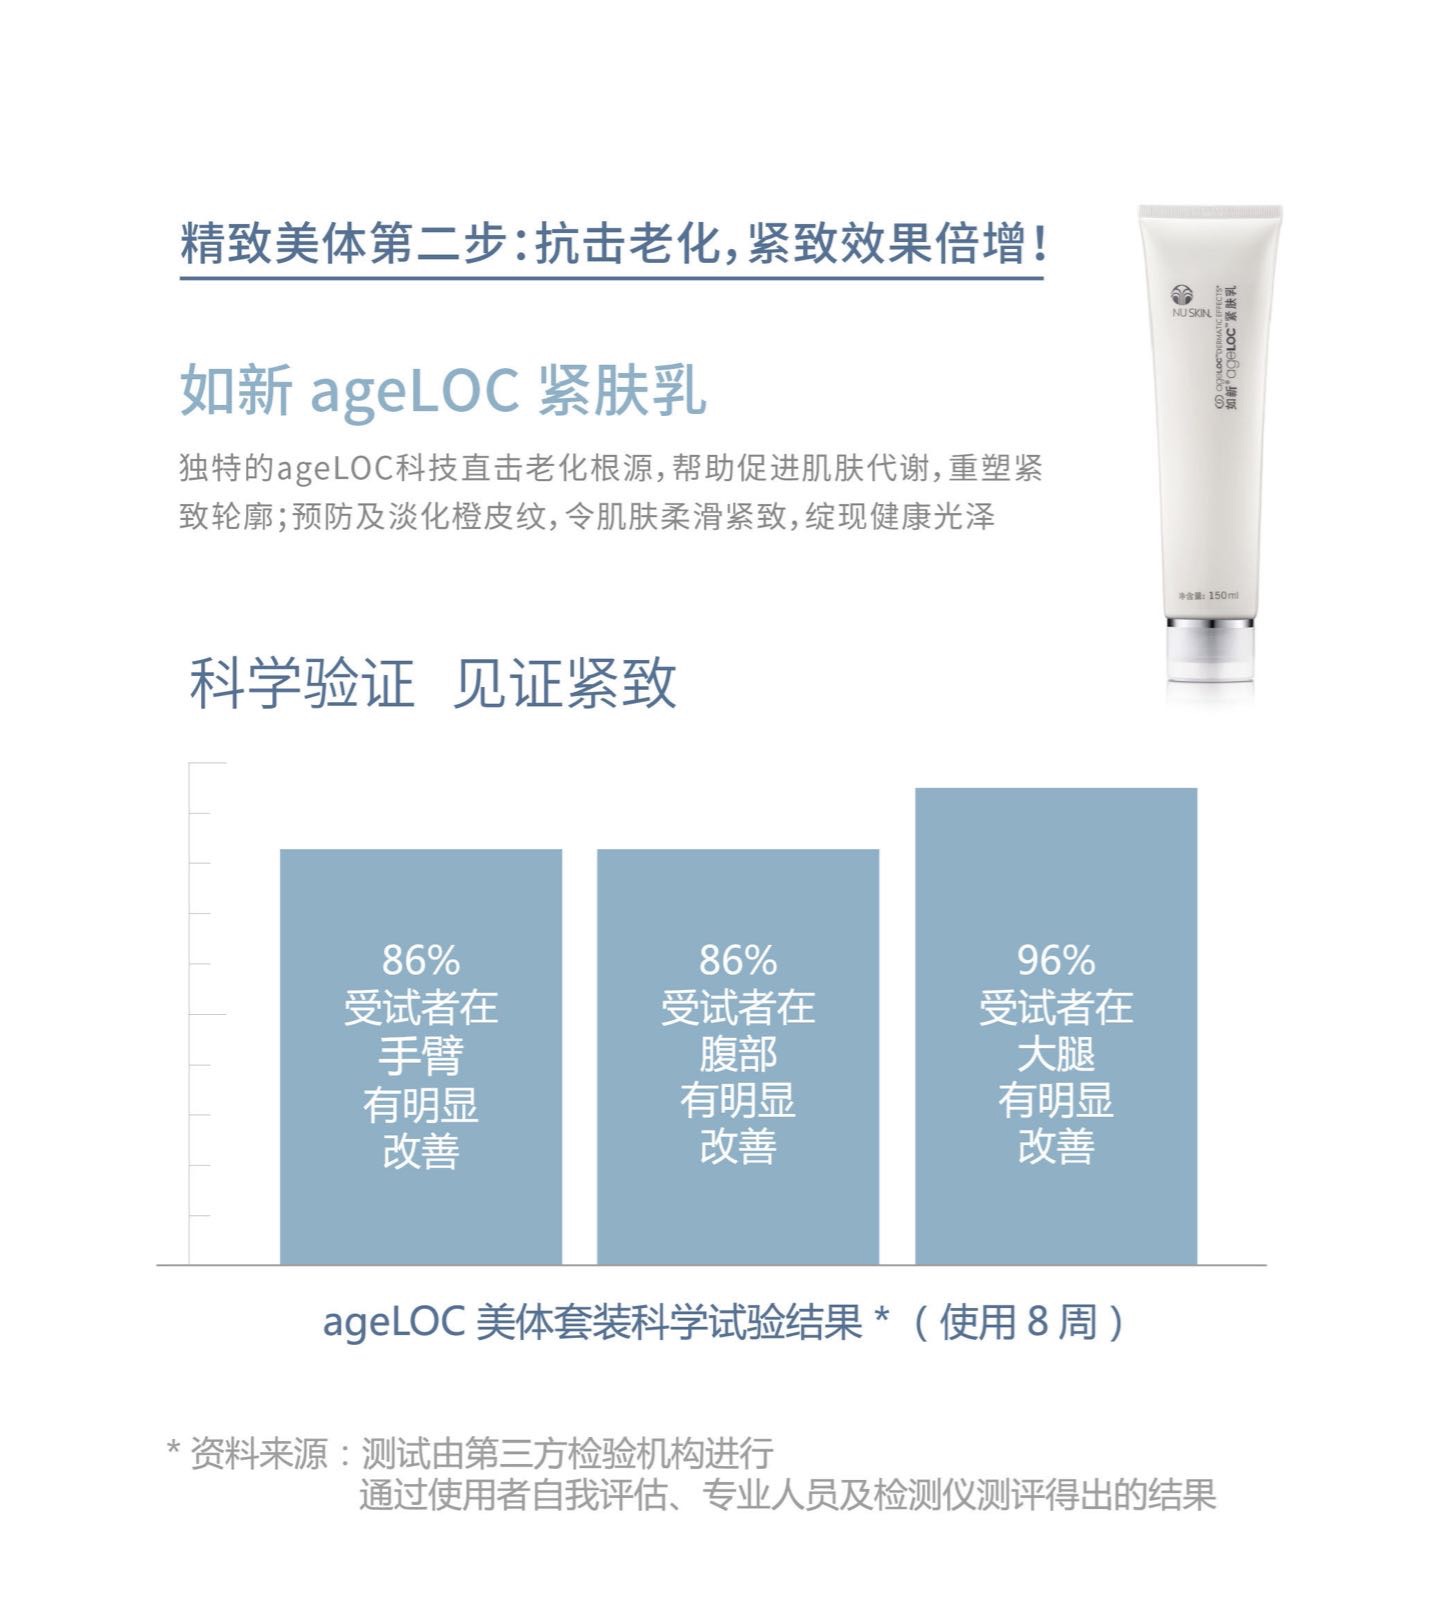 精致美体第二步：抗击老化，紧致效果倍增！
如新 ageLOC 紧肤乳
独特的ageLOC科技直击老化根源，帮助促进肌肤代谢，重塑紧
致轮廓；预防及淡化橙皮纹，令肌肤柔滑紧致，绽现健康光泽
NU SKIN.
ageLOC® DERMATIC EFFECTS®
如新® ageLOC™ 紧肤乳
净含量：150ml
科学验证 见证紧致
86%
受试者在
手臂
有明显
改善
86%
受试者在
腹部
有明显
改善
96%
受试者在
大腿
有明显
改善
ageLOC 美体套装科学试验结果 *（使用 8 周）
* 资料来源：测试由第三方检验机构进行
通过使用者自我评估、专业人员及检测仪测评得出的结果